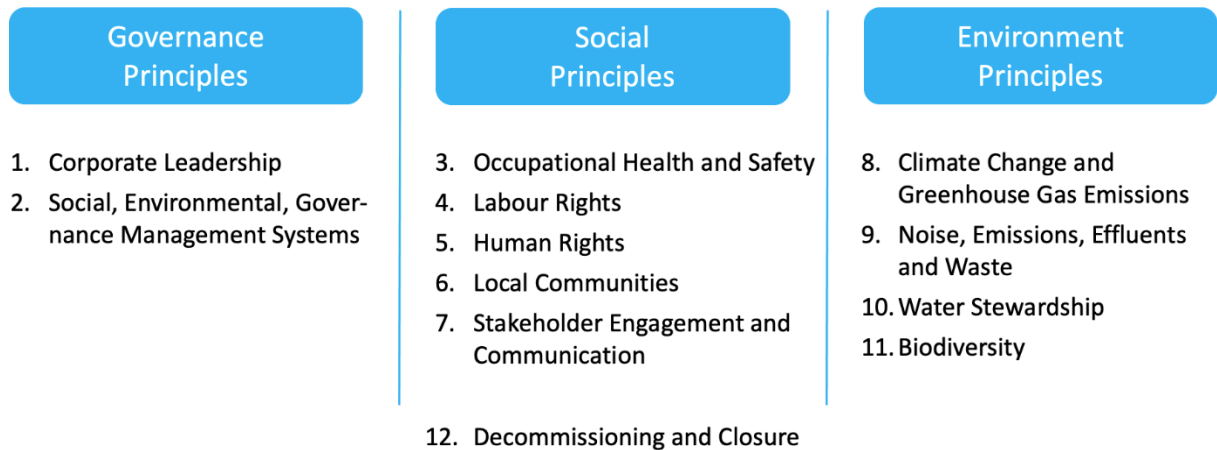 Governance
Principles
1. Corporate Leadership
2. Social, Environmental, Gover-
nance Management Systems
Social
Principles
3. Occupational Health and Safety
4. Labour Rights
5. Human Rights
6. Local Communities
7. Stakeholder Engagement and
Communication
Environment
Principles
8. Climate Change and
Greenhouse Gas Emissions
9. Noise, Emissions, Effluents
and Waste
10. Water Stewardship
11. Biodiversity
12. Decommissioning and Closure